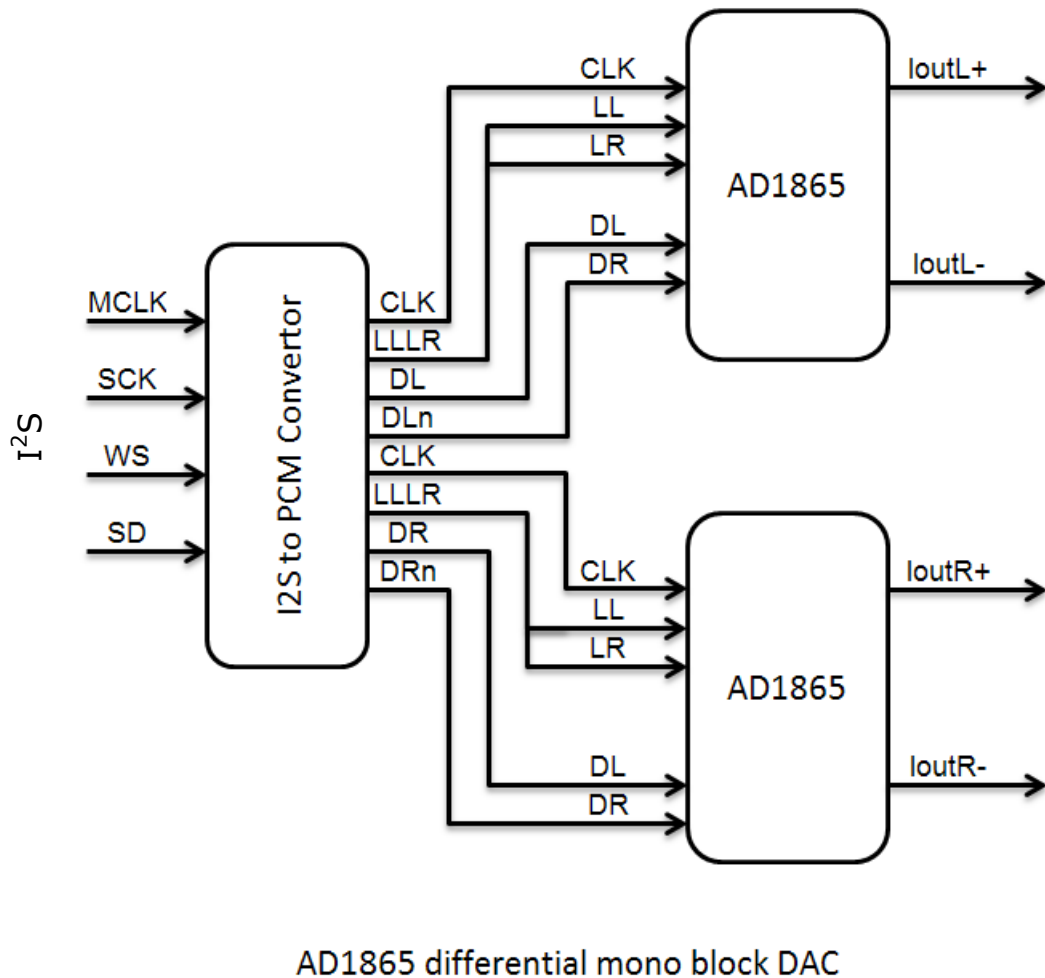 CLK
LL
LR
DL
DR
AD1865
IoutL+
IoutL-
I²S
MCLK
SCK
WS
SD
I2S to PCM Convertor
CLK
LLLR
DL
DLn
CLK
LLLR
DR
DRn
CLK
LL
LR
DL
DR
AD1865
IoutR+
IoutR-
AD1865 differential mono block DAC